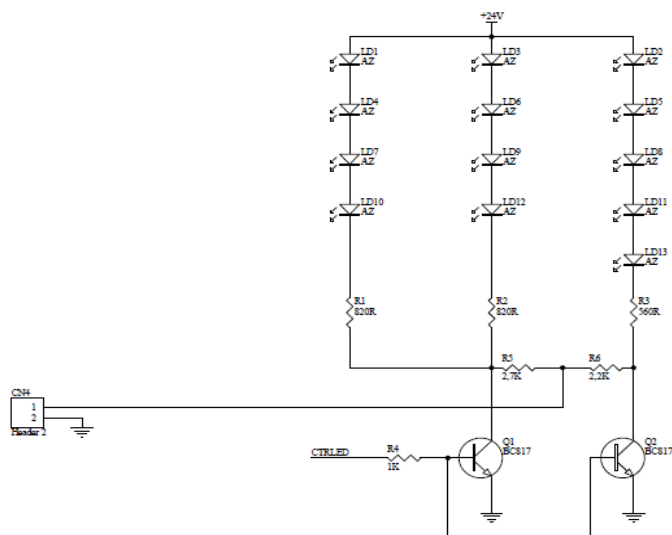 +24V
LD1
AZ
LD3
AZ
LD2
AZ
LD4
AZ
LD6
AZ
LD5
AZ
LD7
AZ
LD9
AZ
LD8
AZ
LD10
AZ
LD12
AZ
LD11
AZ
LD13
AZ
R1
820R
R2
820R
R3
560R
R5
2,7K
R6
2,2K
CN4
1
2
Header 2
CTRLED
R4
1K
Q1
BC817
Q2
BC817